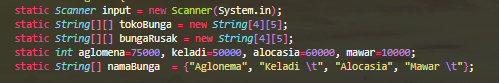 static Scanner input = new Scanner(System.in);
static String[][] tokoBunga = new String[4][5];
static String[][] bungaRusak = new String[4][5];
static int aglomena=75000, keladi=50000, alocasia=60000, mawar=10000;
static String[] namaBunga  = {"Aglonema", "Keladi \t", "Alocasia", "Mawar \t"};